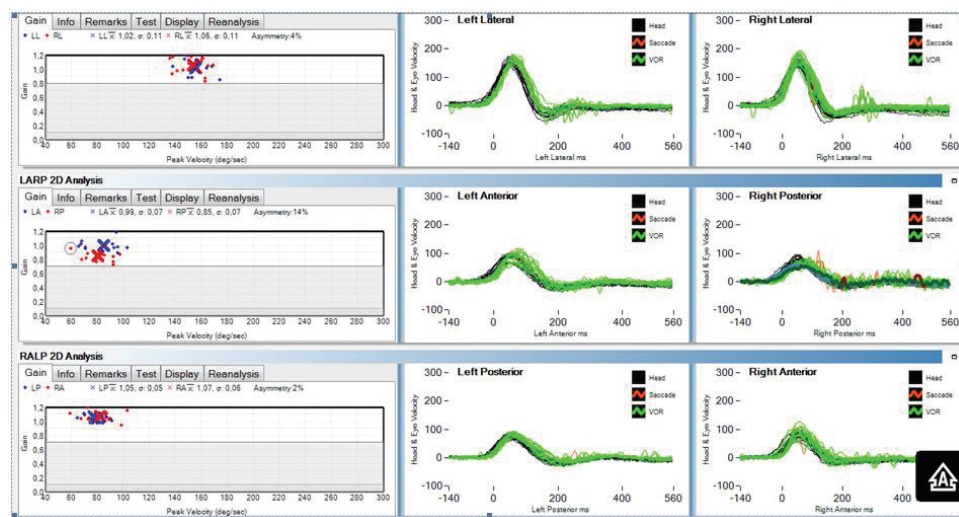 Gain Info Remarks Test Display Reanalysis
LL RL LL x̄ 1,02, σ: 0,11 RL x̄ 1,06, σ: 0,11 Asymmetry:4%
Gain
1,2
1,0
0,8
0,6
0,4
0,2
0,0
40 60 80 100 120 140 160 180 200 220 240 260 280 300
Peak Velocity (deg/sec)
Left Lateral
Head & Eye Velocity
300
200
100
0
-100
-140 0 200 400 560
Left Lateral ms
Head
Saccade
VOR
Right Lateral
Head & Eye Velocity
300
200
100
0
-100
-140 0 200 400 560
Right Lateral ms
Head
Saccade
VOR
LARP 2D Analysis
Gain Info Remarks Test Display Reanalysis
LA RP LA x̄ 0,99, σ: 0,07 RP x̄ 0,85, σ: 0,07 Asymmetry:14%
Gain
1,2
1,0
0,8
0,6
0,4
0,2
0,0
40 60 80 100 120 140 160 180 200 220 240 260 280 300
Peak Velocity (deg/sec)
Left Anterior
Head & Eye Velocity
300
200
100
0
-100
-140 0 200 400 560
Left Anterior ms
Head
Saccade
VOR
Right Posterior
Head & Eye Velocity
300
200
100
0
-100
-140 0 200 400 560
Right Posterior ms
Head
Saccade
VOR
RALP 2D Analysis
Gain Info Remarks Test Display Reanalysis
LP RA LP x̄ 1,05, σ: 0,05 RA x̄ 1,07, σ: 0,06 Asymmetry:2%
Gain
1,2
1,0
0,8
0,6
0,4
0,2
0,0
40 60 80 100 120 140 160 180 200 220 240 260 280 300
Peak Velocity (deg/sec)
Left Posterior
Head & Eye Velocity
300
200
100
0
-100
-140 0 200 400 560
Left Posterior ms
Head
Saccade
VOR
Right Anterior
Head & Eye Velocity
300
200
100
0
-100
-140 0 200 400 560
Right Anterior ms
Head
Saccade
VOR
A